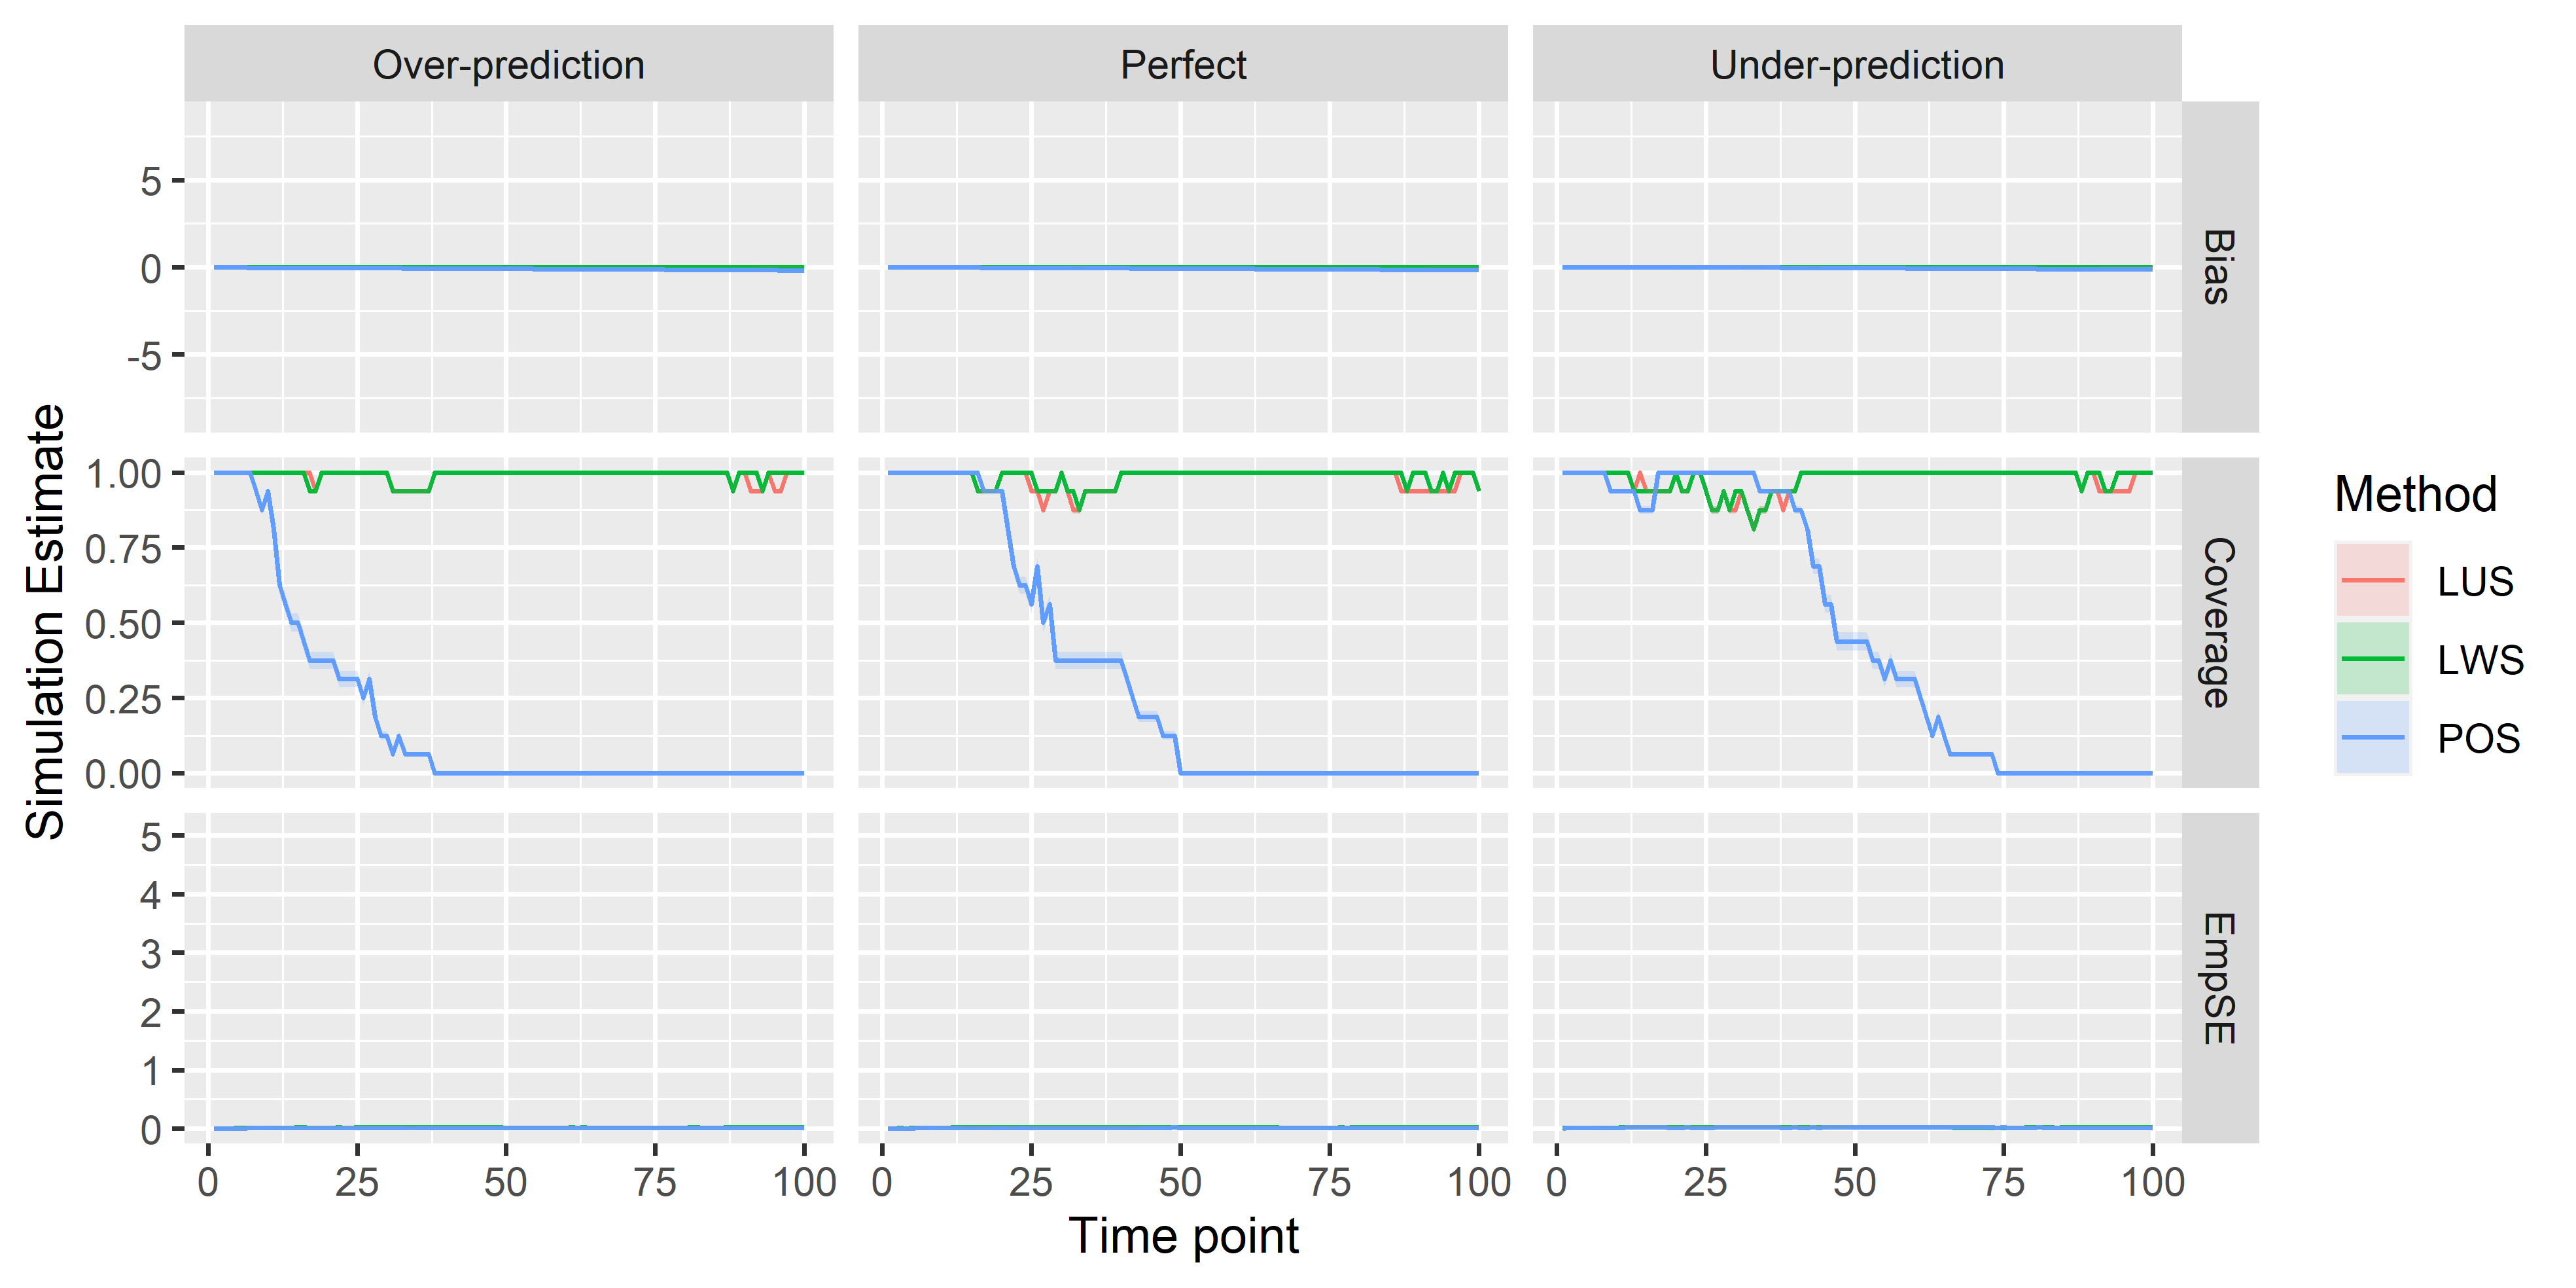 Over-prediction
Perfect
Under-prediction
Simulation Estimate
5
0
-5
Bias
1.00
0.75
0.50
0.25
0.00
Coverage
5
4
3
2
1
0
EmpSE
0 25 50 75 100
0 25 50 75 100
0 25 50 75 100
Time point
Method
LUS
LWS
POS